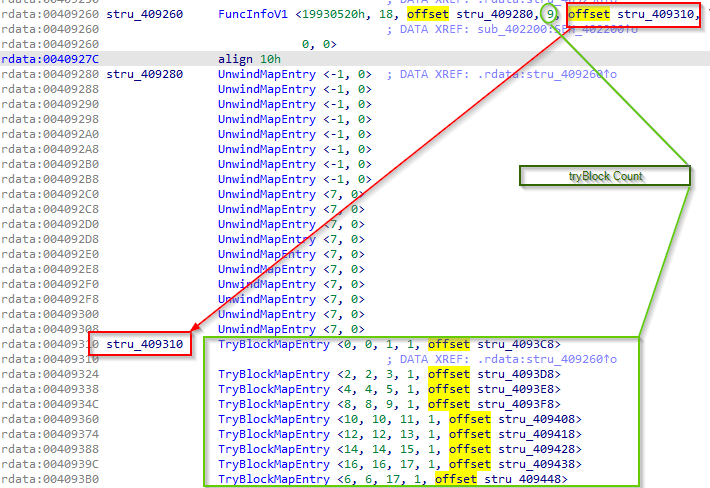 rdata:00409260 stru_409260 FuncInfoV1 <19930520h, 18, offset stru_409280, 9, offset stru_409310,
rdata:00409260 ; DATA XREF: sub_402200:SEH_402200↑o
rdata:00409260 0, 0>
rdata:0040927C align 10h
rdata:00409280 stru_409280 UnwindMapEntry <-1, 0> ; DATA XREF: .rdata:stru_409260↑o
rdata:00409288 UnwindMapEntry <-1, 0>
rdata:00409290 UnwindMapEntry <-1, 0>
rdata:00409298 UnwindMapEntry <-1, 0>
rdata:004092A0 UnwindMapEntry <-1, 0>
rdata:004092A8 UnwindMapEntry <-1, 0>
rdata:004092B0 UnwindMapEntry <-1, 0>
rdata:004092B8 UnwindMapEntry <-1, 0>
tryBlock Count
rdata:004092C0 UnwindMapEntry <7, 0>
rdata:004092C8 UnwindMapEntry <7, 0>
rdata:004092D0 UnwindMapEntry <7, 0>
rdata:004092D8 UnwindMapEntry <7, 0>
rdata:004092E0 UnwindMapEntry <7, 0>
rdata:004092E8 UnwindMapEntry <7, 0>
rdata:004092F0 UnwindMapEntry <7, 0>
rdata:004092F8 UnwindMapEntry <7, 0>
rdata:00409300 UnwindMapEntry <7, 0>
rdata:00409308 UnwindMapEntry <7, 0>
rdata:00409310 stru_409310 TryBlockMapEntry <0, 0, 1, 1, offset stru_4093C8>
rdata:00409310 ; DATA XREF: .rdata:stru_409260↑o
rdata:00409324 TryBlockMapEntry <2, 2, 3, 1, offset stru_4093D8>
rdata:00409338 TryBlockMapEntry <4, 4, 5, 1, offset stru_4093E8>
rdata:0040934C TryBlockMapEntry <8, 8, 9, 1, offset stru_4093F8>
rdata:00409360 TryBlockMapEntry <10, 10, 11, 1, offset stru_409408>
rdata:00409374 TryBlockMapEntry <12, 12, 13, 1, offset stru_409418>
rdata:00409388 TryBlockMapEntry <14, 14, 15, 1, offset stru_409428>
rdata:0040939C TryBlockMapEntry <16, 16, 17, 1, offset stru_409438>
rdata:004093B0 TryBlockMapEntry <6, 6, 17, 1, offset stru_409448>